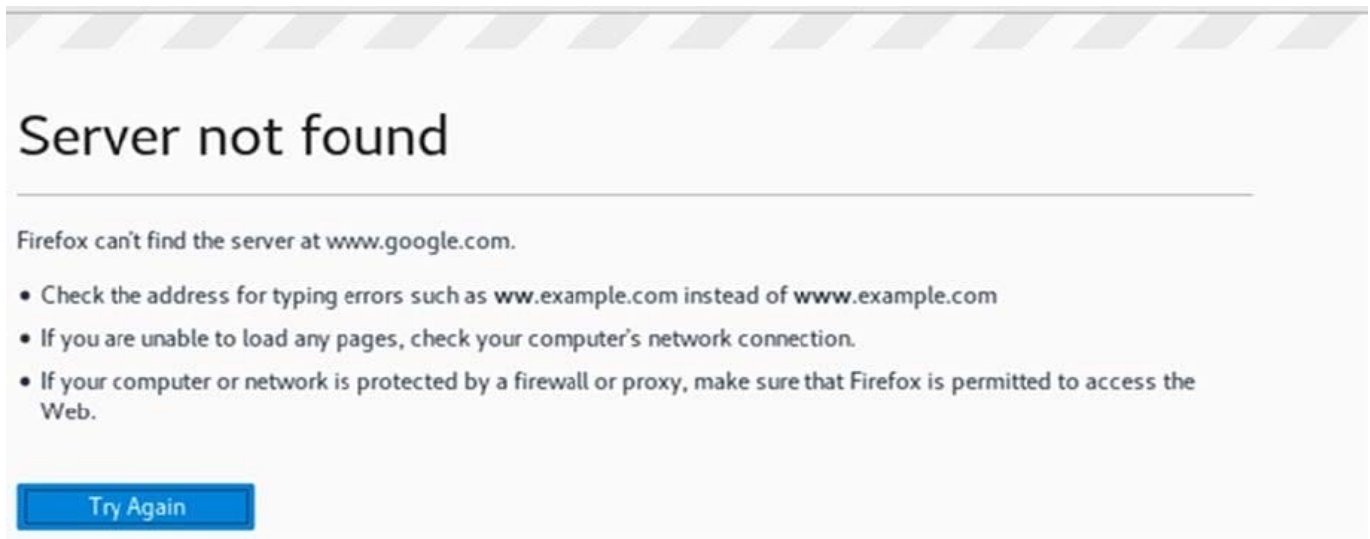 Server not found
Firefox can't find the server at www.google.com.
• Check the address for typing errors such as ww.example.com instead of www.example.com
• If you are unable to load any pages, check your computer's network connection.
• If your computer or network is protected by a firewall or proxy, make sure that Firefox is permitted to access the
Web.
Try Again